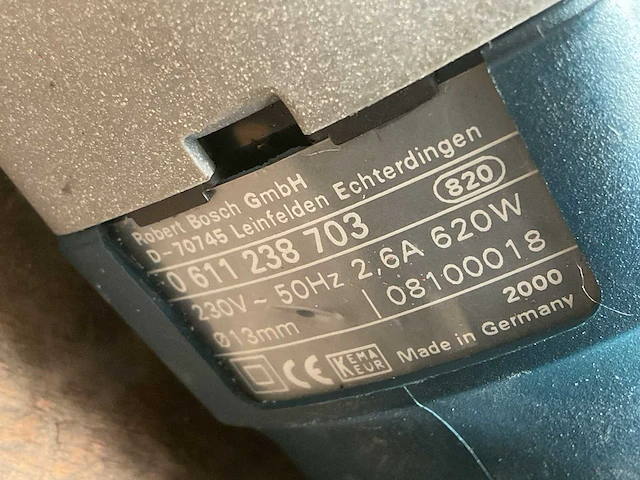 Robert Bosch GmbH
D-70745 Leinfelden Echterdingen
0 611 238 703 820
230V ~ 50Hz 2,6A 620W
Ø13mm 08100018
2000
CE KEMA EUR Made in Germany